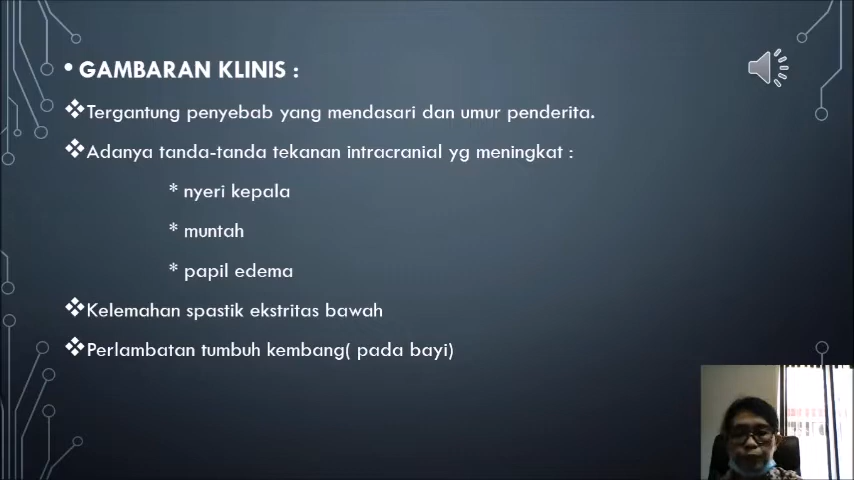 • GAMBARAN KLINIS :
❖Tergantung penyebab yang mendasari dan umur penderita.
❖Adanya tanda-tanda tekanan intracranial yg meningkat :
* nyeri kepala
* muntah
* papil edema
❖Kelemahan spastik ekstritas bawah
❖Perlambatan tumbuh kembang( pada bayi)